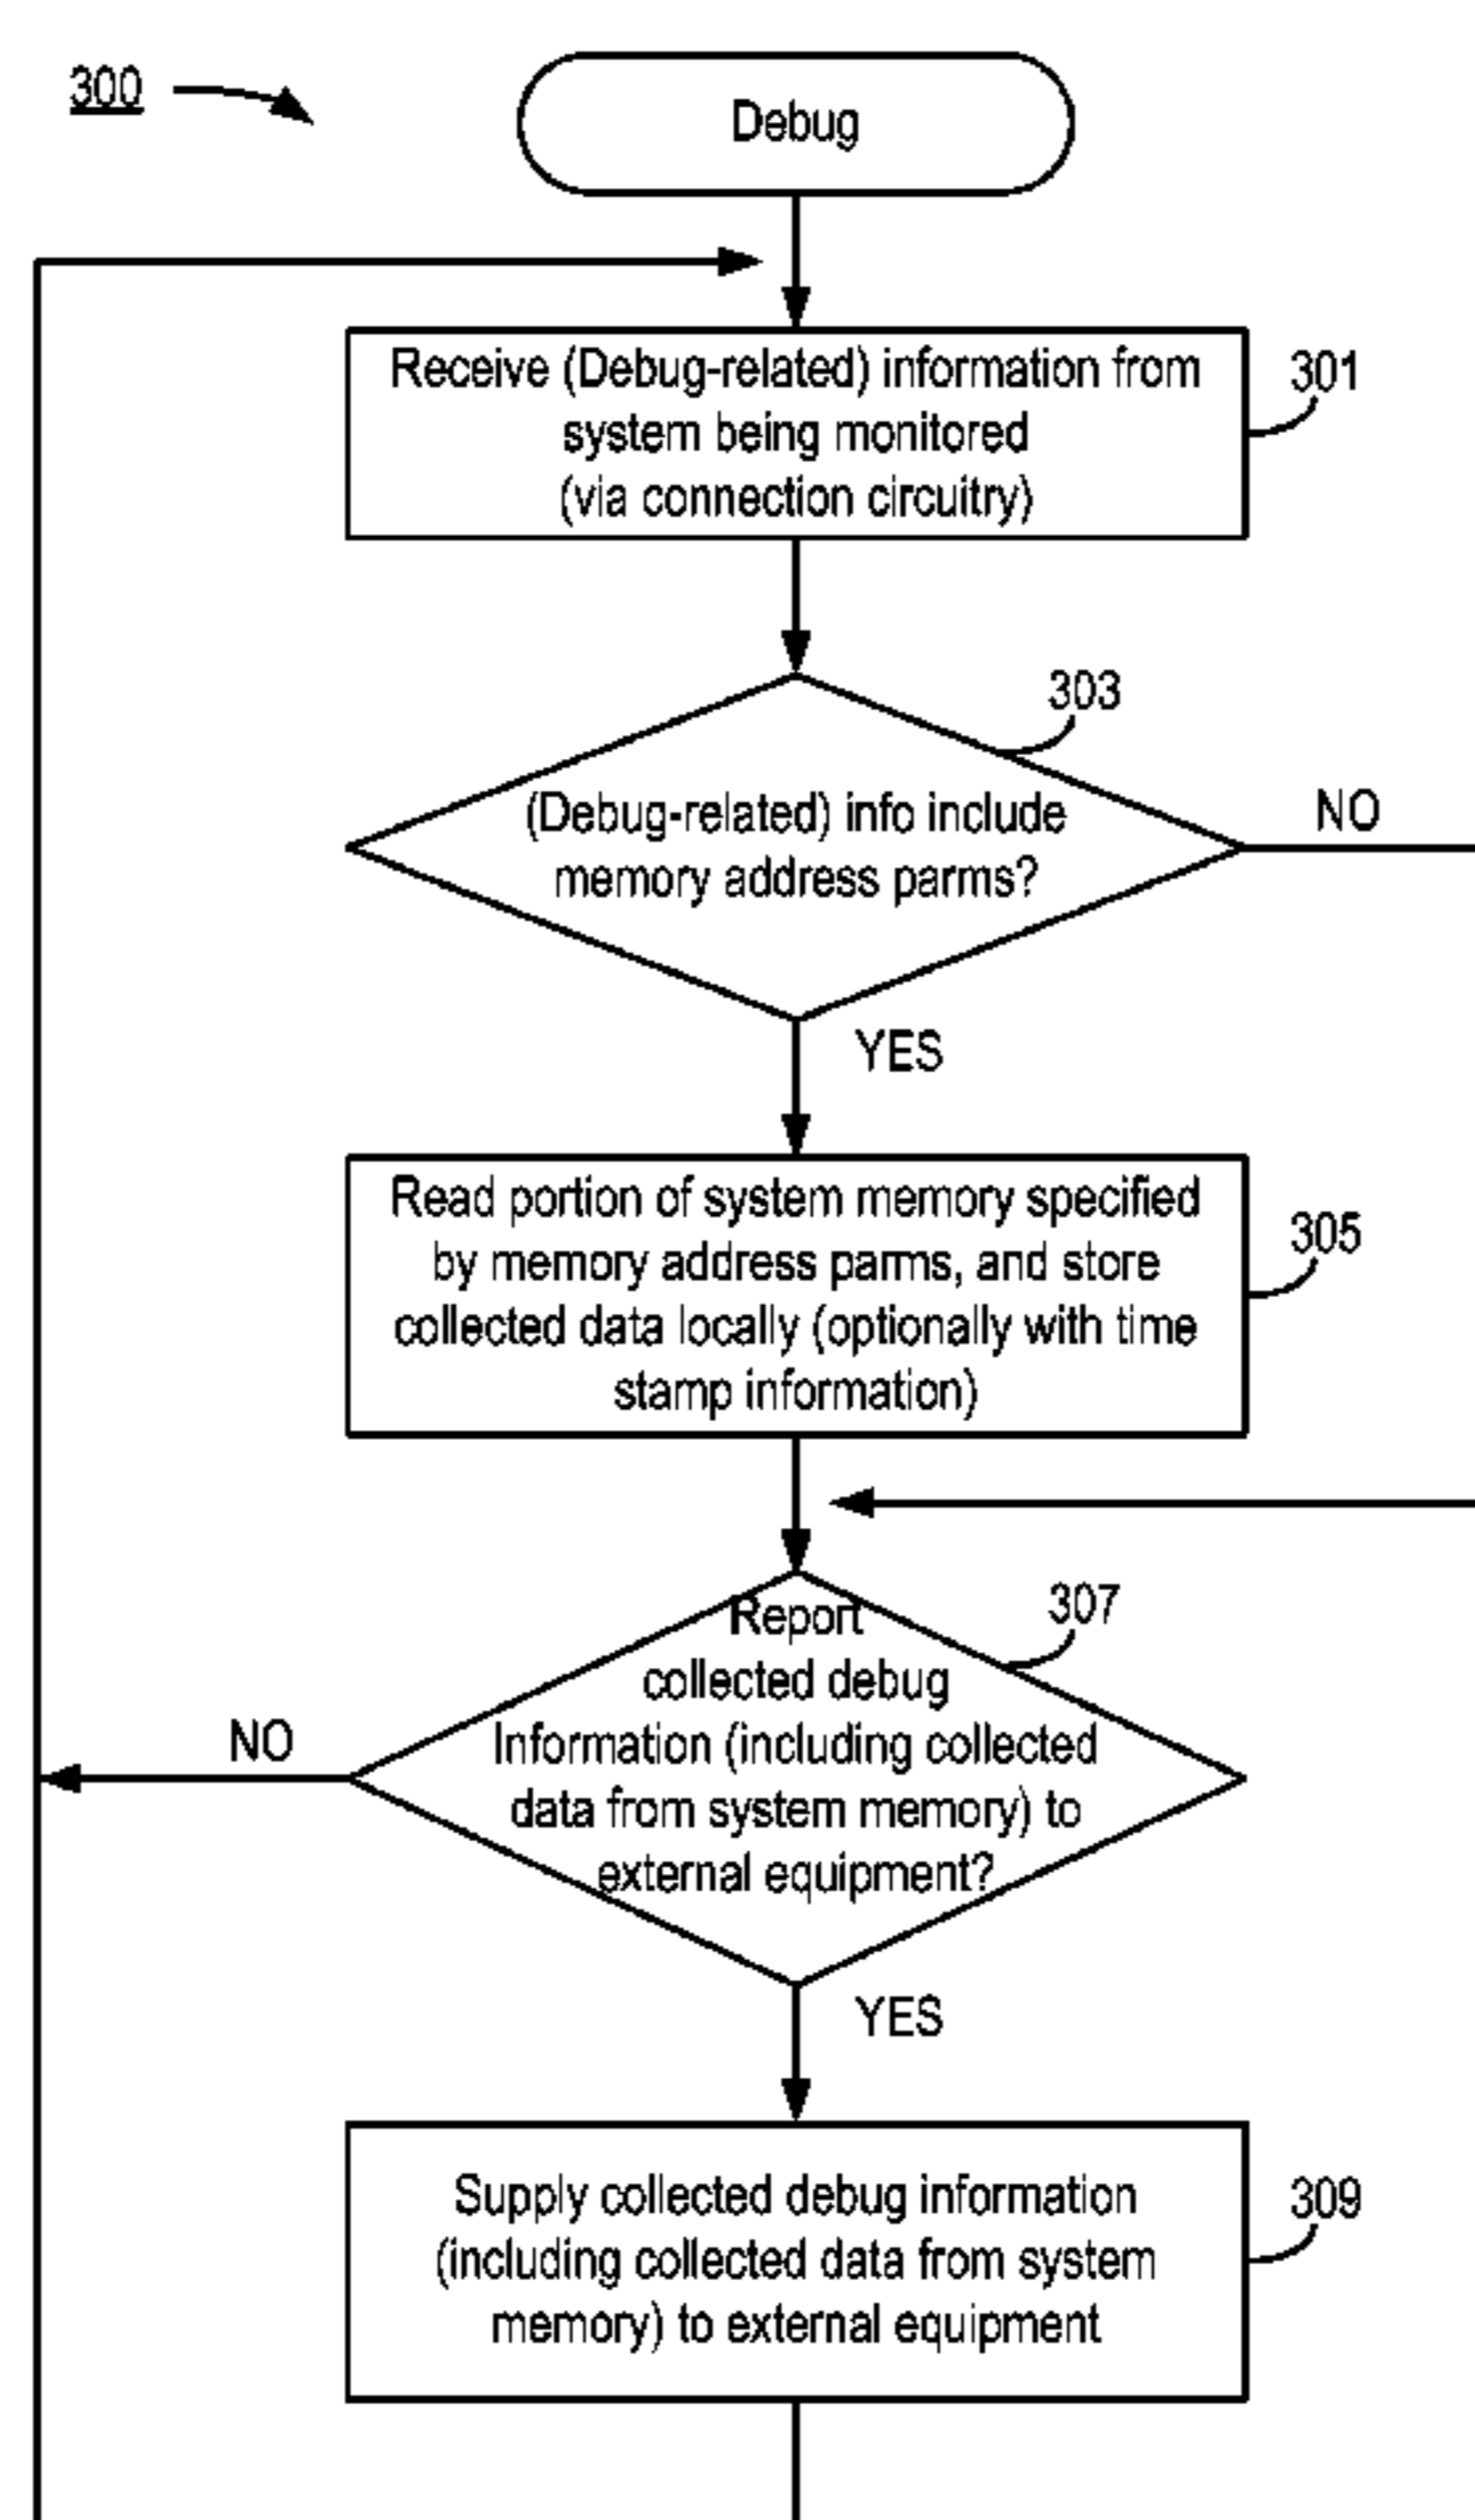 300
Debug
Receive (Debug-related) information from
system being monitored
(via connection circuitry)
301
303
(Debug-related) info include
memory address parms?
NO
YES
Read portion of system memory specified
by memory address parms, and store
collected data locally (optionally with time
stamp information)
305
Report
collected debug
Information (including collected
data from system memory) to
external equipment?
307
NO
YES
Supply collected debug information
(including collected data from system
memory) to external equipment
309